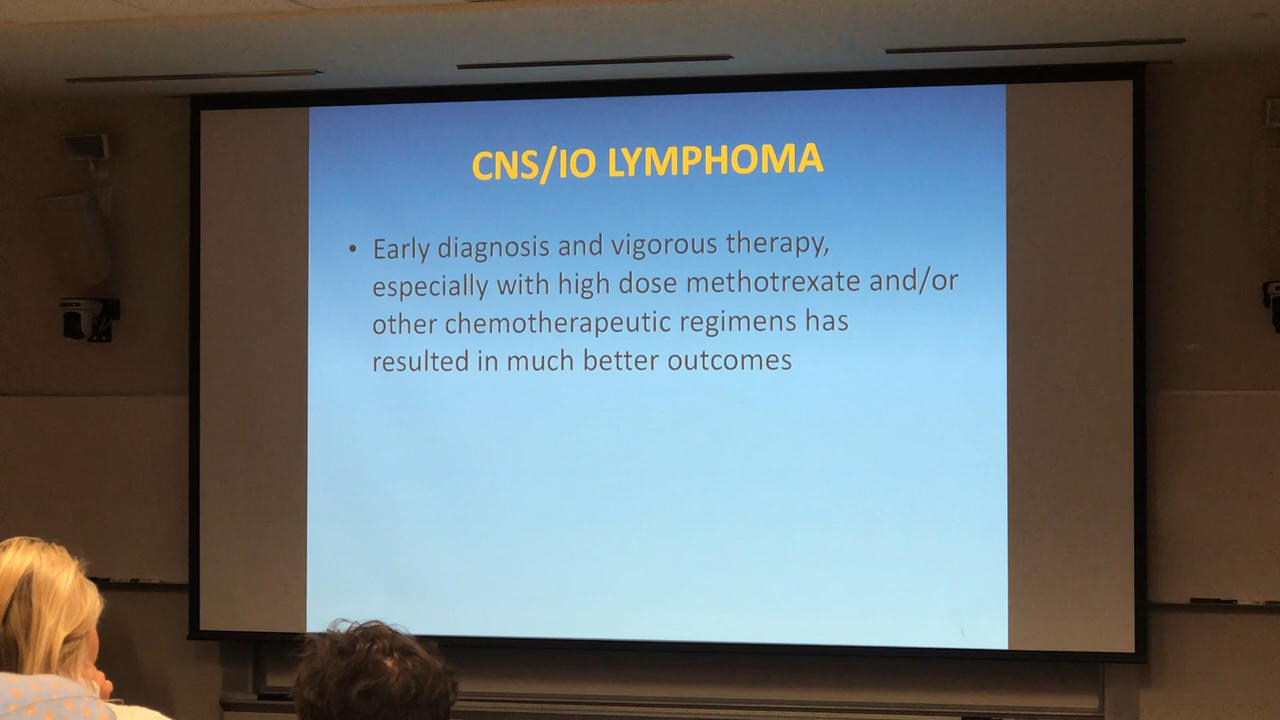 CNS/IO LYMPHOMA
• Early diagnosis and vigorous therapy,
especially with high dose methotrexate and/or
other chemotherapeutic regimens has
resulted in much better outcomes